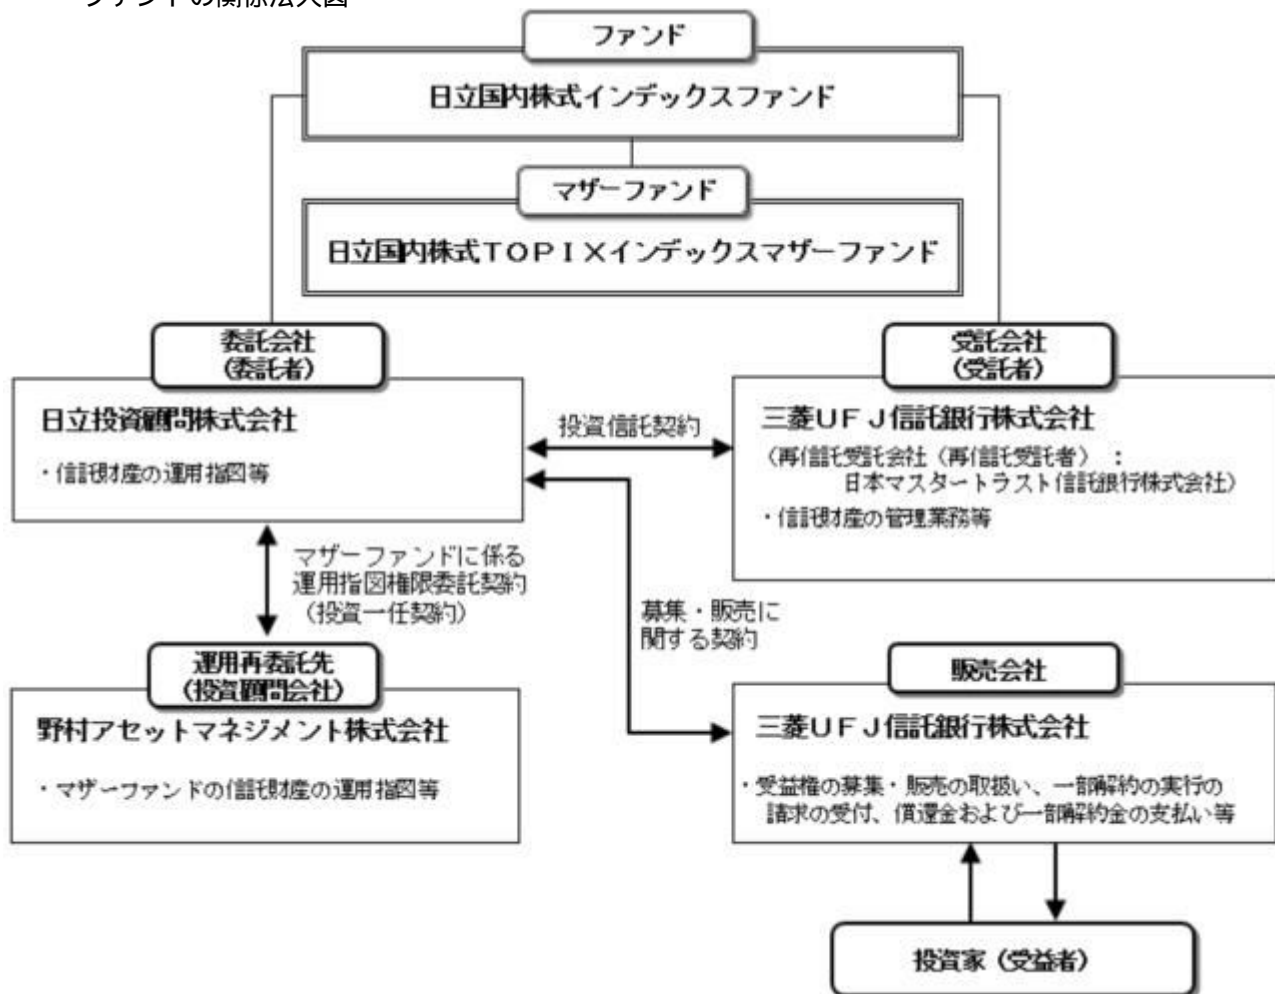 ファンドの関係法人図
ファンド
日立国内株式インデックスファンド
マザーファンド
日立国内株式TOPIXインデックスマザーファンド
委託会社
(委託者)
日立投資顧問株式会社
・信託財産の運用指図等
投資信託契約
受託会社
(受託者)
三菱UFJ信託銀行株式会社
(再信託受託会社(再信託受託者) :
日本マスタートラスト信託銀行株式会社)
・信託財産の管理業務等
マザーファンドに係る
運用指図権限委託契約
(投資一任契約)
募集・販売に
関する契約
運用再委託先
(投資顧問会社)
野村アセットマネジメント株式会社
・マザーファンドの信託財産の運用指図等
販売会社
三菱UFJ信託銀行株式会社
・受益権の募集・販売の取扱い、一部解約の実行の
請求の受付、償還金および一部解約金の支払い等
投資家(受益者)